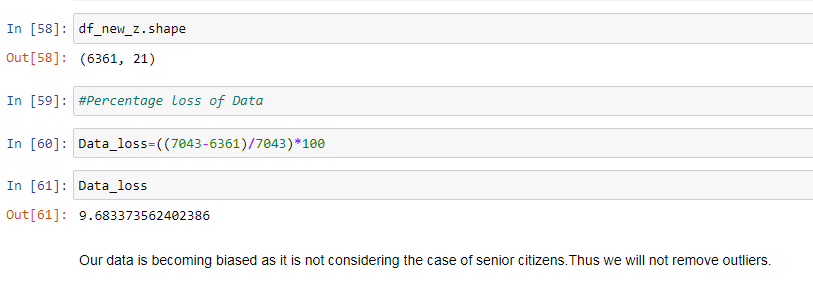 In [58]: df_new_z.shape
Out[58]: (6361, 21)
In [59]: #Percentage loss of Data
In [60]: Data_loss=((7043-6361)/7043)*100
In [61]: Data_loss
Out[61]: 9.683373562402386
Our data is becoming biased as it is not considering the case of senior citizens.Thus we will not remove outliers.